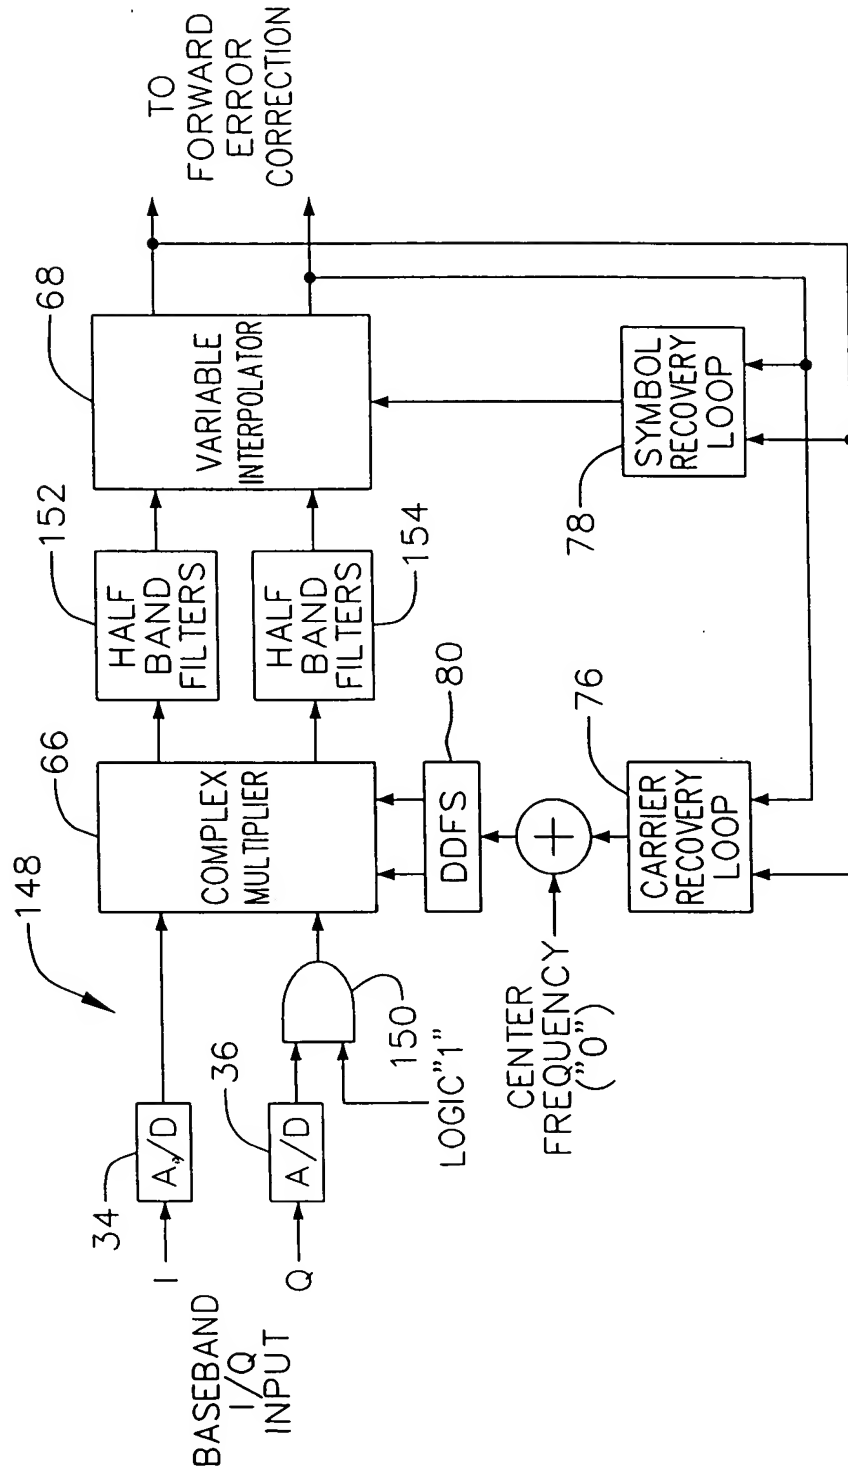 148
BASEBAND
I/Q
INPUT
I
34
A/D
Q
36
A/D
LOGIC"1"
150
66
COMPLEX
MULTIPLIER
152
HALF
BAND
FILTERS
HALF
BAND
FILTERS
154
68
VARIABLE
INTERPOLATOR
TO
FORWARD
ERROR
CORRECTION
DDFS
80
CENTER
FREQUENCY
("0")
+
76
CARRIER
RECOVERY
LOOP
78
SYMBOL
RECOVERY
LOOP